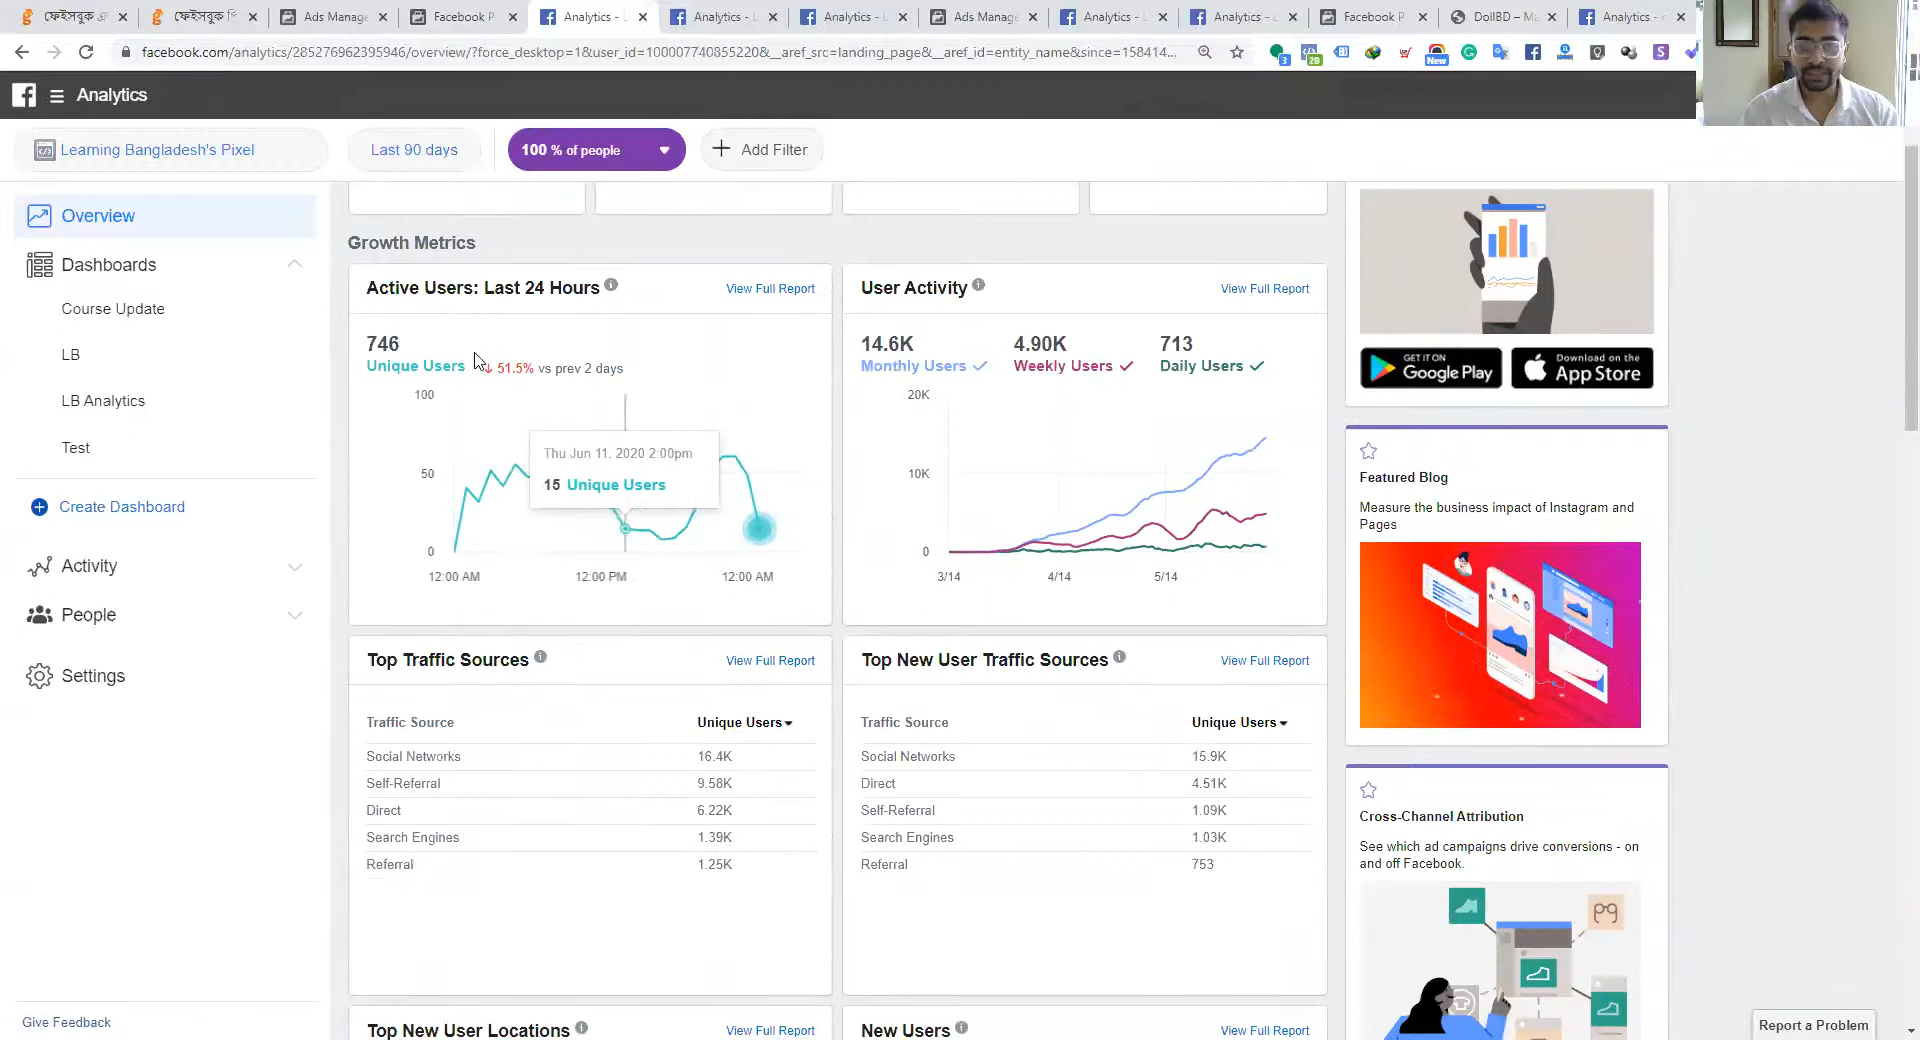 ফেইসবুক
ফেইসবুক পি
Ads Manage
Facebook P
Analytics - L
Analytics - L
Analytics - L
Ads Manage
Analytics - L
Analytics -
Facebook P
DollBD – M
Analytics -
facebook.com/analytics/285276962395946/overview/?force_desktop=1&user_id=100007740855220&__aref_src=landing_page&__aref_id=entity_name&since=158414...
3
20
New
Analytics
Learning Bangladesh's Pixel
Last 90 days
100 % of people
Add Filter
Overview
Dashboards
Course Update
LB
LB Analytics
Test
Create Dashboard
Activity
People
Settings
Give Feedback
Growth Metrics
Active Users: Last 24 Hours
View Full Report
746
Unique Users
51.5% vs prev 2 days
100
50
0
Thu Jun 11, 2020 2:00pm
15 Unique Users
12:00 AM
12:00 PM
12:00 AM
User Activity
View Full Report
14.6K
Monthly Users
4.90K
Weekly Users
713
Daily Users
20K
10K
0
3/14
4/14
5/14
Top Traffic Sources
View Full Report
Traffic Source Unique Users
Social Networks 16.4K
Self-Referral 9.58K
Direct 6.22K
Search Engines 1.39K
Referral 1.25K
Top New User Traffic Sources
View Full Report
Traffic Source Unique Users
Social Networks 15.9K
Direct 4.51K
Self-Referral 1.09K
Search Engines 1.03K
Referral 753
Top New User Locations
View Full Report
New Users
View Full Report
GET IT ON
Google Play
Download on the
App Store
Featured Blog
Measure the business impact of Instagram and
Pages
Cross-Channel Attribution
See which ad campaigns drive conversions - on
and off Facebook.
Report a Problem